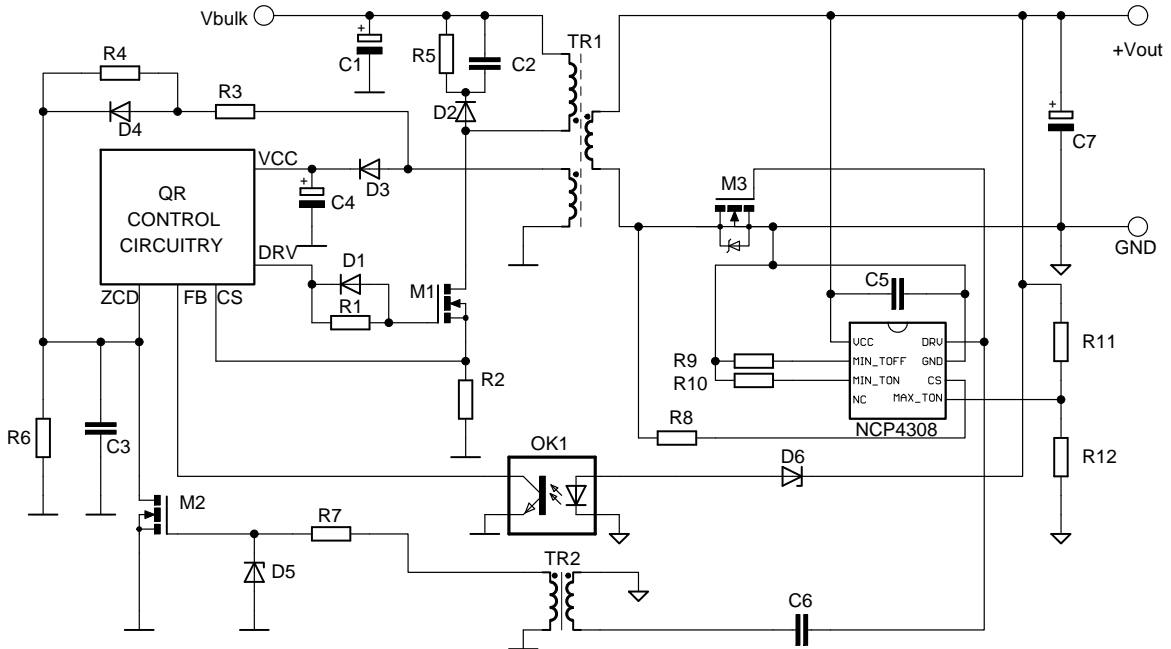 Vbulk
+
C1
R5
C2
TR1
+Vout
R4
D4
R3
D2
+
C7
VCC
D3
+
C4
QR
CONTROL
CIRCUITRY
DRV
M3
GND
D1
M1
C5
ZCD
FB
CS
R1
VCC
DRV
MIN_TOFF
GND
MIN_TON
CS
NC
MAX_TON
NCP4308
R9
R10
R11
R2
R8
R6
C3
OK1
D6
R12
M2
R7
D5
TR2
C6